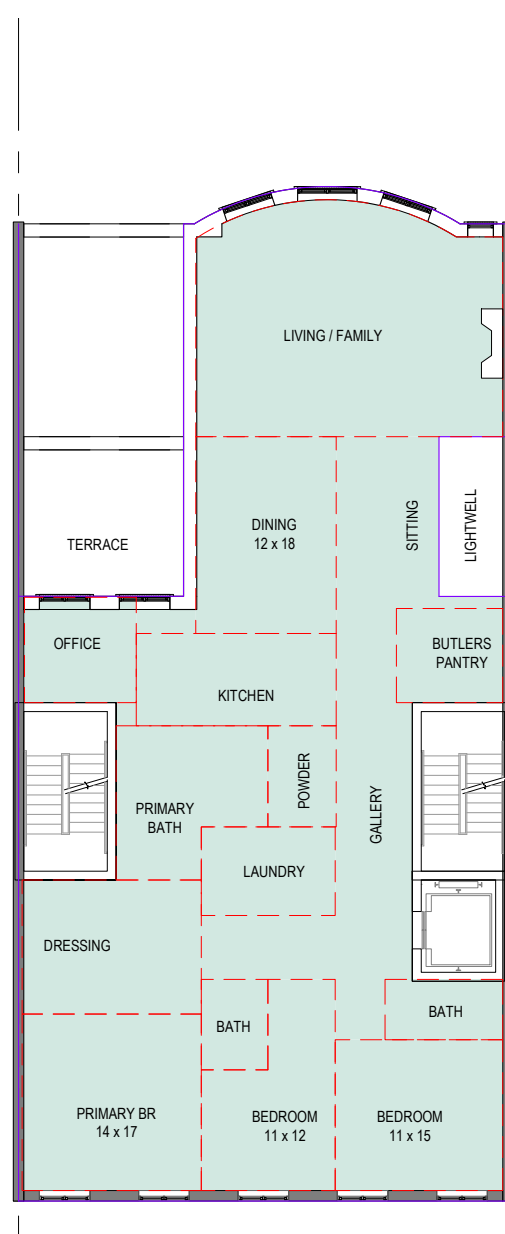 LIVING / FAMILY
DINING
12 x 18
SITTING
LIGHTWELL
TERRACE
OFFICE
BUTLERS
PANTRY
KITCHEN
POWDER
GALLERY
PRIMARY
BATH
LAUNDRY
DRESSING
BATH
BATH
PRIMARY BR
14 x 17
BEDROOM
11 x 12
BEDROOM
11 x 15